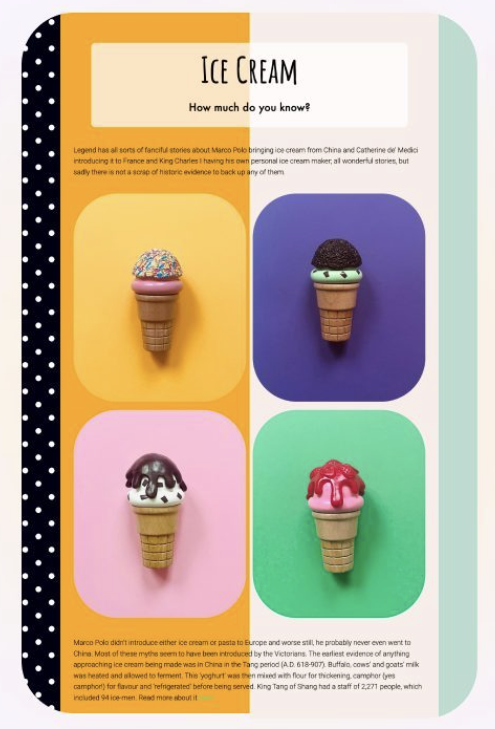 ICE CREAM
How much do you know?
Legend has all sorts of fanciful stories about Marco Polo bringing ice cream from China and Catherine de' Medici
introducing it to France and King Charles I having his own personal ice cream maker; all wonderful stories, but
sadly there is not a scrap of historic evidence to back up any of them.
Marco Polo didn't introduce either ice cream or pasta to Europe and worse still, he probably never even went to
China. Most of these myths seem to have been introduced by the Victorians. The earliest evidence of anything
approaching ice cream being made was in China in the Tang period (A.D. 618-907). Buffalo, cows' and goats' milk
was heated and allowed to ferment. This 'yoghurt' was then mixed with flour for thickening, camphor (yes
camphor!) for flavour and 'refrigerated' before being served. King Tang of Shang had a staff of 2,271 people, which
included 94 ice-men. Read more about it